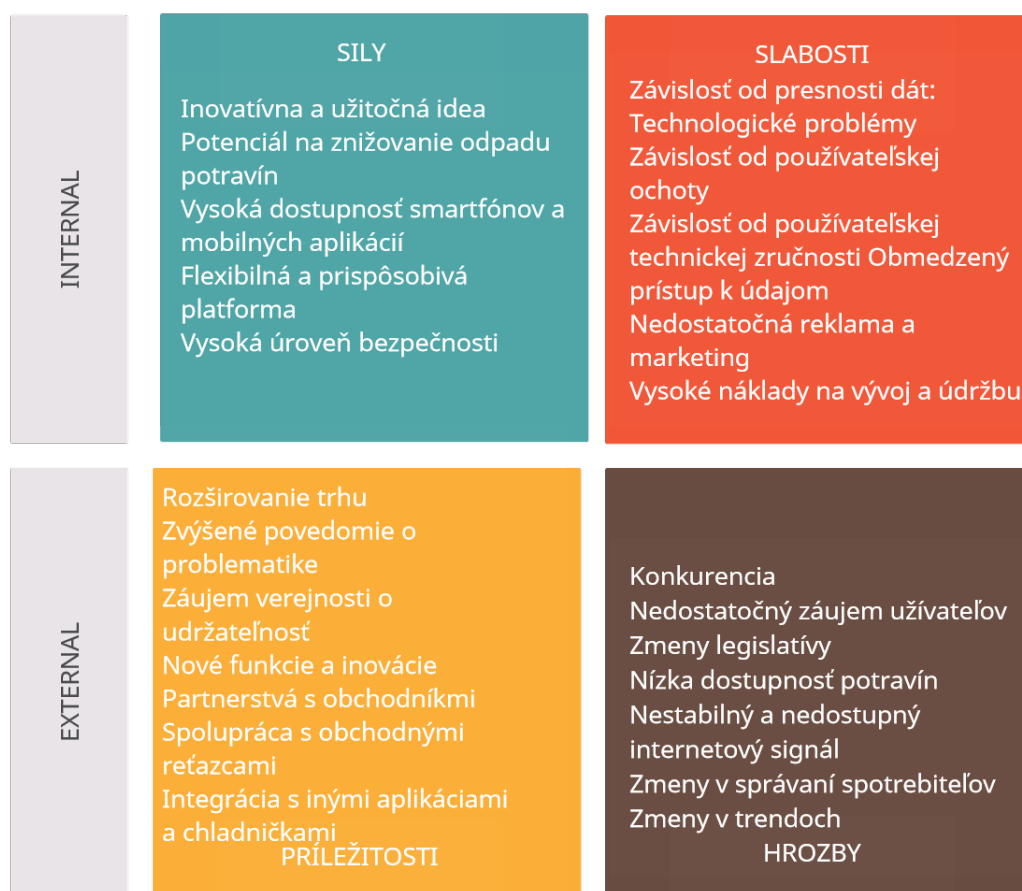 INTERNAL
SILY
Inovatívna a užitočná idea
Potenciál na znižovanie odpadu
potravín
Vysoká dostupnosť smartfónov a
mobilných aplikácií
Flexibilná a prispôsobivá
platforma
Vysoká úroveň bezpečnosti
SLABOSTI
Závislosť od presnosti dát:
Technologické problémy
Závislosť od používateľskej
ochoty
Závislosť od používateľskej
technickej zručnosti Obmedzený
prístup k údajom
Nedostatočná reklama a
marketing
Vysoké náklady na vývoj a údržbu
EXTERNAL
Rozširovanie trhu
Zvýšené povedomie o
problematike
Záujem verejnosti o
udržateľnosť
Nové funkcie a inovácie
Partnerstvá s obchodníkmi
Spolupráca s obchodnými
reťazcami
Integrácia s inými aplikáciami
a chladničkami
PRÍLEŽITOSTI
Konkurencia
Nedostatočný záujem užívateľov
Zmeny legislatívy
Nízka dostupnosť potravín
Nestabilný a nedostupný
internetový signál
Zmeny v správaní spotrebiteľov
Zmeny v trendoch
HROZBY